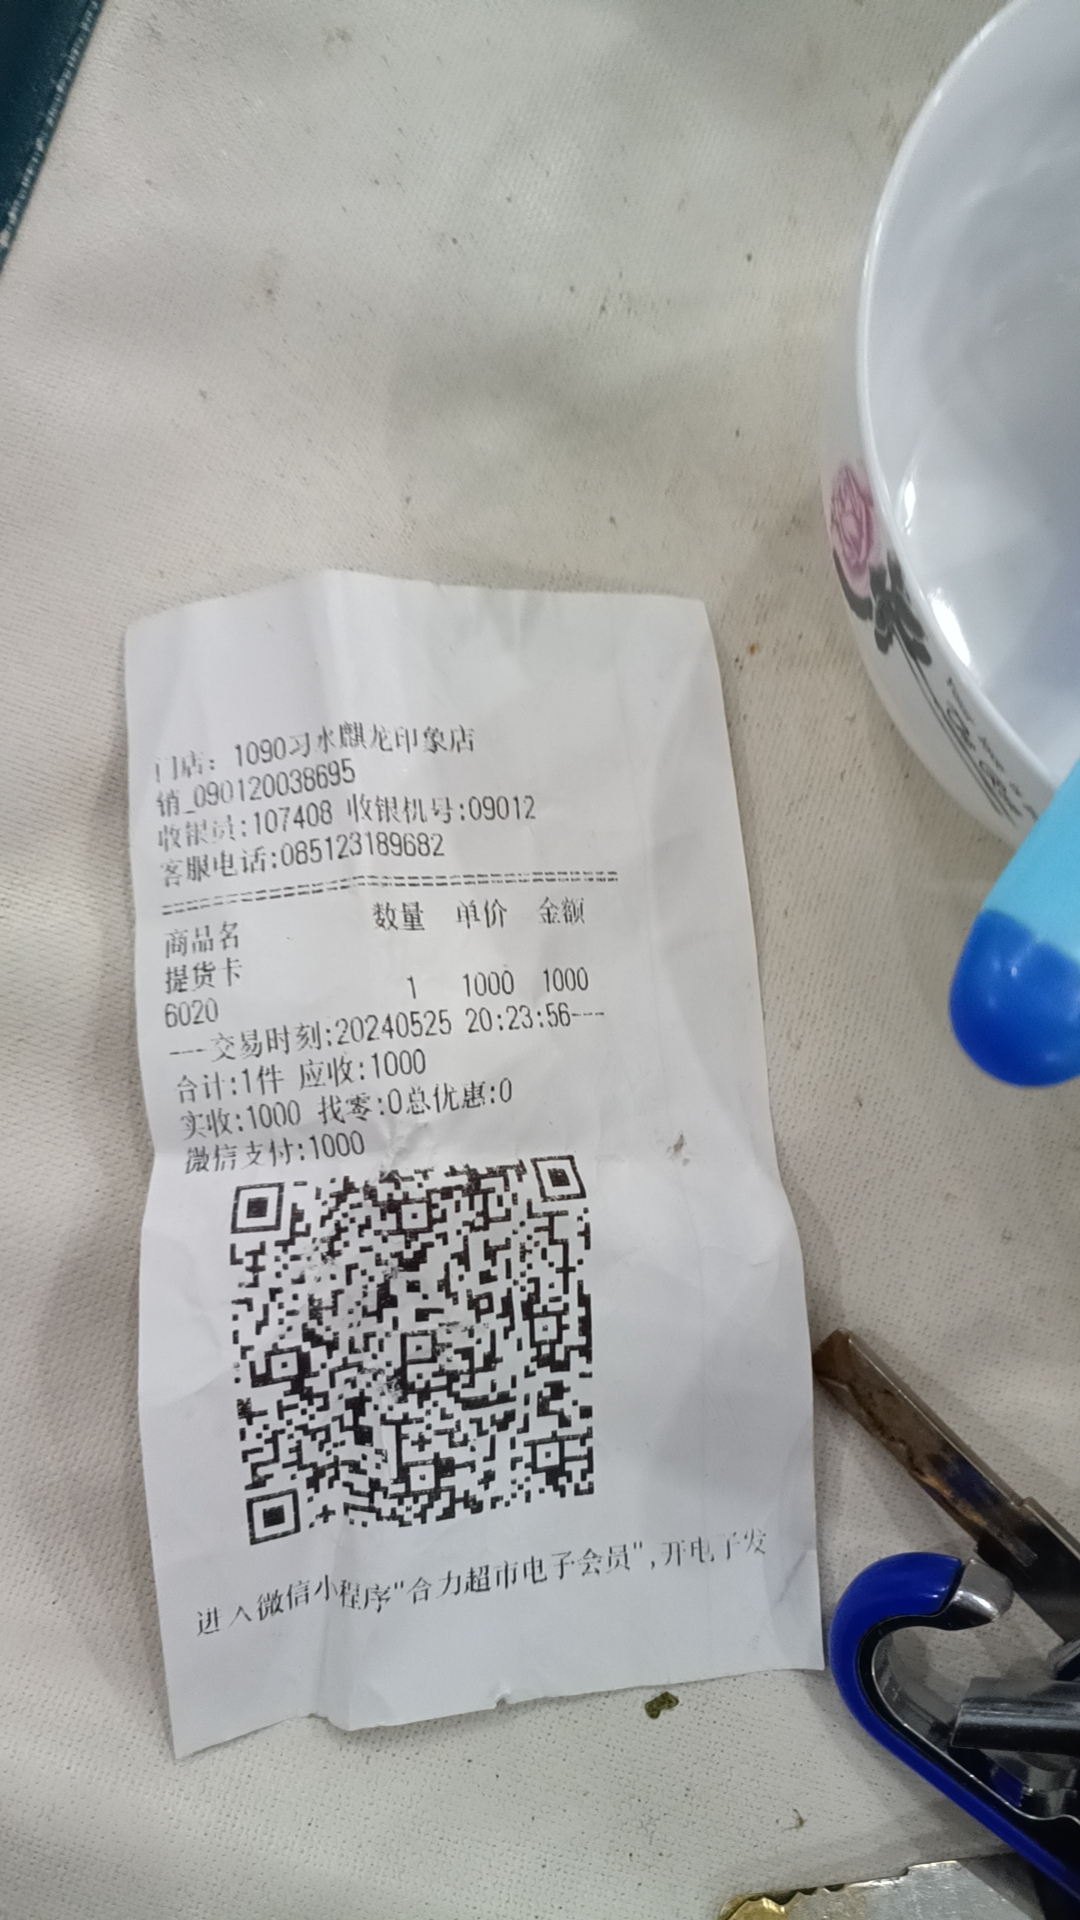 门店：1090习水麒龙印象店
销_090120038695
收银员:107408 收银机号:09012
客服电话:085123189682
商品名 数量 单价 金额
提货卡
6020 1 1000 1000
---交易时刻:20240525 20:23:56---
合计:1件 应收:1000
实收:1000 找零:0总优惠:0
微信支付:1000
进入微信小程序"合力超市电子会员",开电子发